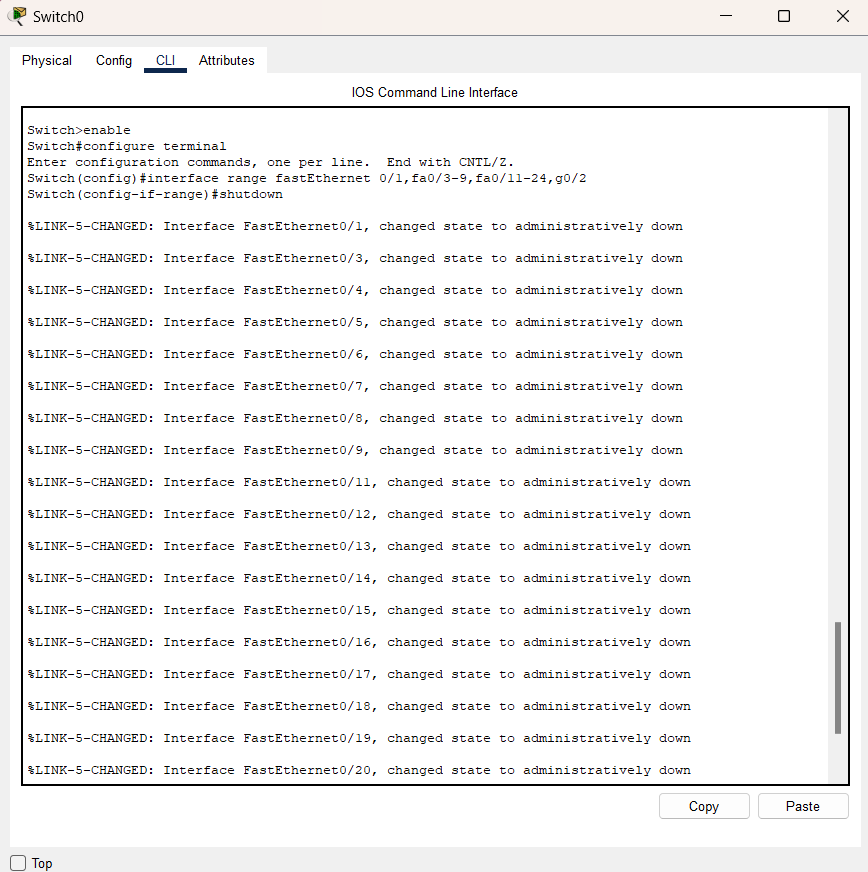 Switch0
Physical Config CLI Attributes
IOS Command Line Interface
Switch>enable
Switch#configure terminal
Enter configuration commands, one per line.  End with CNTL/Z.
Switch(config)#interface range fastEthernet 0/1,fa0/3-9,fa0/11-24,g0/2
Switch(config-if-range)#shutdown
%LINK-5-CHANGED: Interface FastEthernet0/1, changed state to administratively down
%LINK-5-CHANGED: Interface FastEthernet0/3, changed state to administratively down
%LINK-5-CHANGED: Interface FastEthernet0/4, changed state to administratively down
%LINK-5-CHANGED: Interface FastEthernet0/5, changed state to administratively down
%LINK-5-CHANGED: Interface FastEthernet0/6, changed state to administratively down
%LINK-5-CHANGED: Interface FastEthernet0/7, changed state to administratively down
%LINK-5-CHANGED: Interface FastEthernet0/8, changed state to administratively down
%LINK-5-CHANGED: Interface FastEthernet0/9, changed state to administratively down
%LINK-5-CHANGED: Interface FastEthernet0/11, changed state to administratively down
%LINK-5-CHANGED: Interface FastEthernet0/12, changed state to administratively down
%LINK-5-CHANGED: Interface FastEthernet0/13, changed state to administratively down
%LINK-5-CHANGED: Interface FastEthernet0/14, changed state to administratively down
%LINK-5-CHANGED: Interface FastEthernet0/15, changed state to administratively down
%LINK-5-CHANGED: Interface FastEthernet0/16, changed state to administratively down
%LINK-5-CHANGED: Interface FastEthernet0/17, changed state to administratively down
%LINK-5-CHANGED: Interface FastEthernet0/18, changed state to administratively down
%LINK-5-CHANGED: Interface FastEthernet0/19, changed state to administratively down
%LINK-5-CHANGED: Interface FastEthernet0/20, changed state to administratively down
Copy Paste
Top